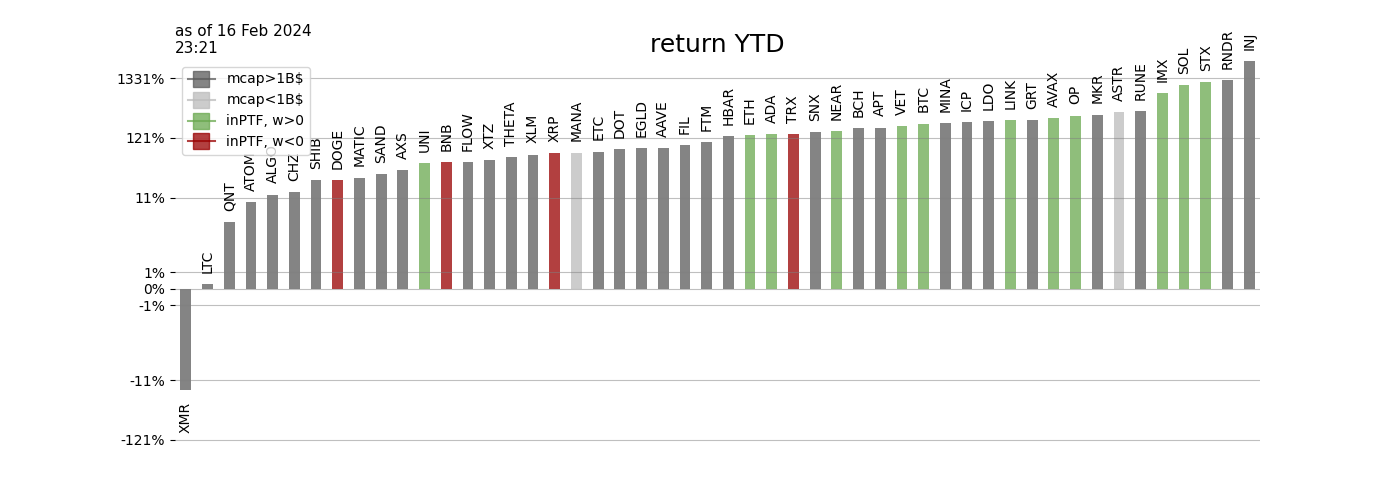 as of 16 Feb 2024
23:21
return YTD
mcap>1B$
mcap<1B$
inPTF, w>0
inPTF, w<0
1331%
121%
11%
1%
0%
-1%
-11%
-121%
XMR
LTC
QNT
ATOM
ALGO
CHZ
SHIB
DOGE
MATIC
SAND
AXS
UNI
BNB
FLOW
XTZ
THETA
XLM
XRP
MANA
ETC
DOT
EGLD
AAVE
FIL
FTM
HBAR
ETH
ADA
TRX
SNX
NEAR
BCH
APT
VET
BTC
MINA
ICP
LDO
LINK
GRT
AVAX
OP
MKR
ASTR
RUNE
IMX
SOL
STX
RNDR
INJ